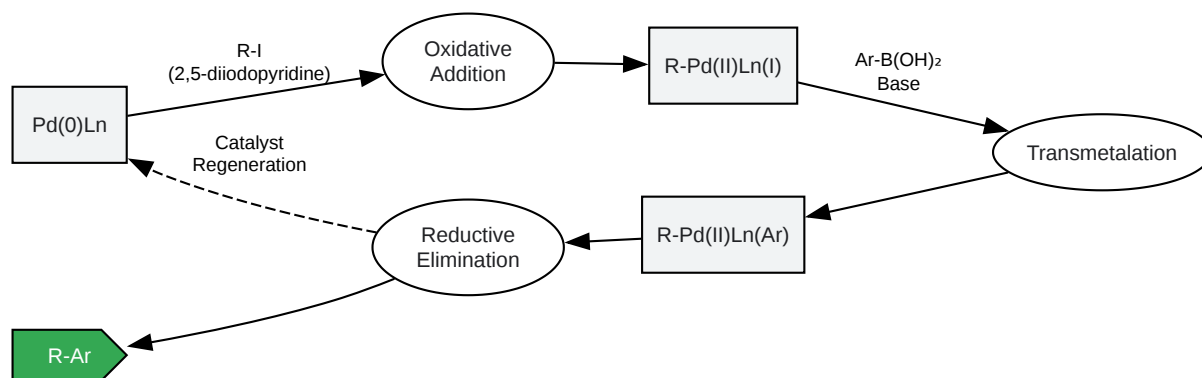 R-I
(2,5-diiodopyridine)
Oxidative
Addition
R-Pd(II)Ln(I)
Ar-B(OH)₂
Base
Pd(0)Ln
Catalyst
Regeneration
Transmetalation
R-Pd(II)Ln(Ar)
Reductive
Elimination
R-Ar